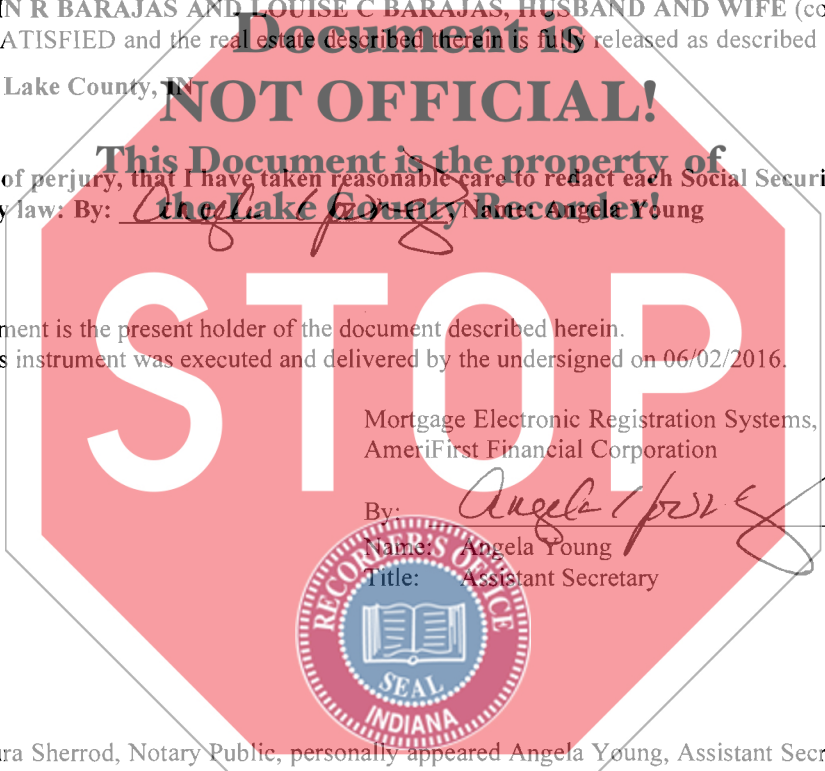 N R BARAJAS AND LOUISE C BARAJAS, HUSBAND AND WIFE (co
Document is
ATISFIED and the real estate described therein is fully released as described
Lake County, IN
NOT OFFICIAL!
This Document is the property of
of perjury, that I have taken reasonable care to redact each Social Securi
the Lake County Recorder!
y law: By: Angela Young Name: Angela Young
STOP
ment is the present holder of the document described herein.
s instrument was executed and delivered by the undersigned on 06/02/2016.
Mortgage Electronic Registration Systems,
AmeriFirst Financial Corporation
By: Angela Young
Name: Angela Young
Title: Assistant Secretary
RECORDER'S OFFICE
SEAL
INDIANA
ra Sherrod, Notary Public, personally appeared Angela Young, Assistant Secr